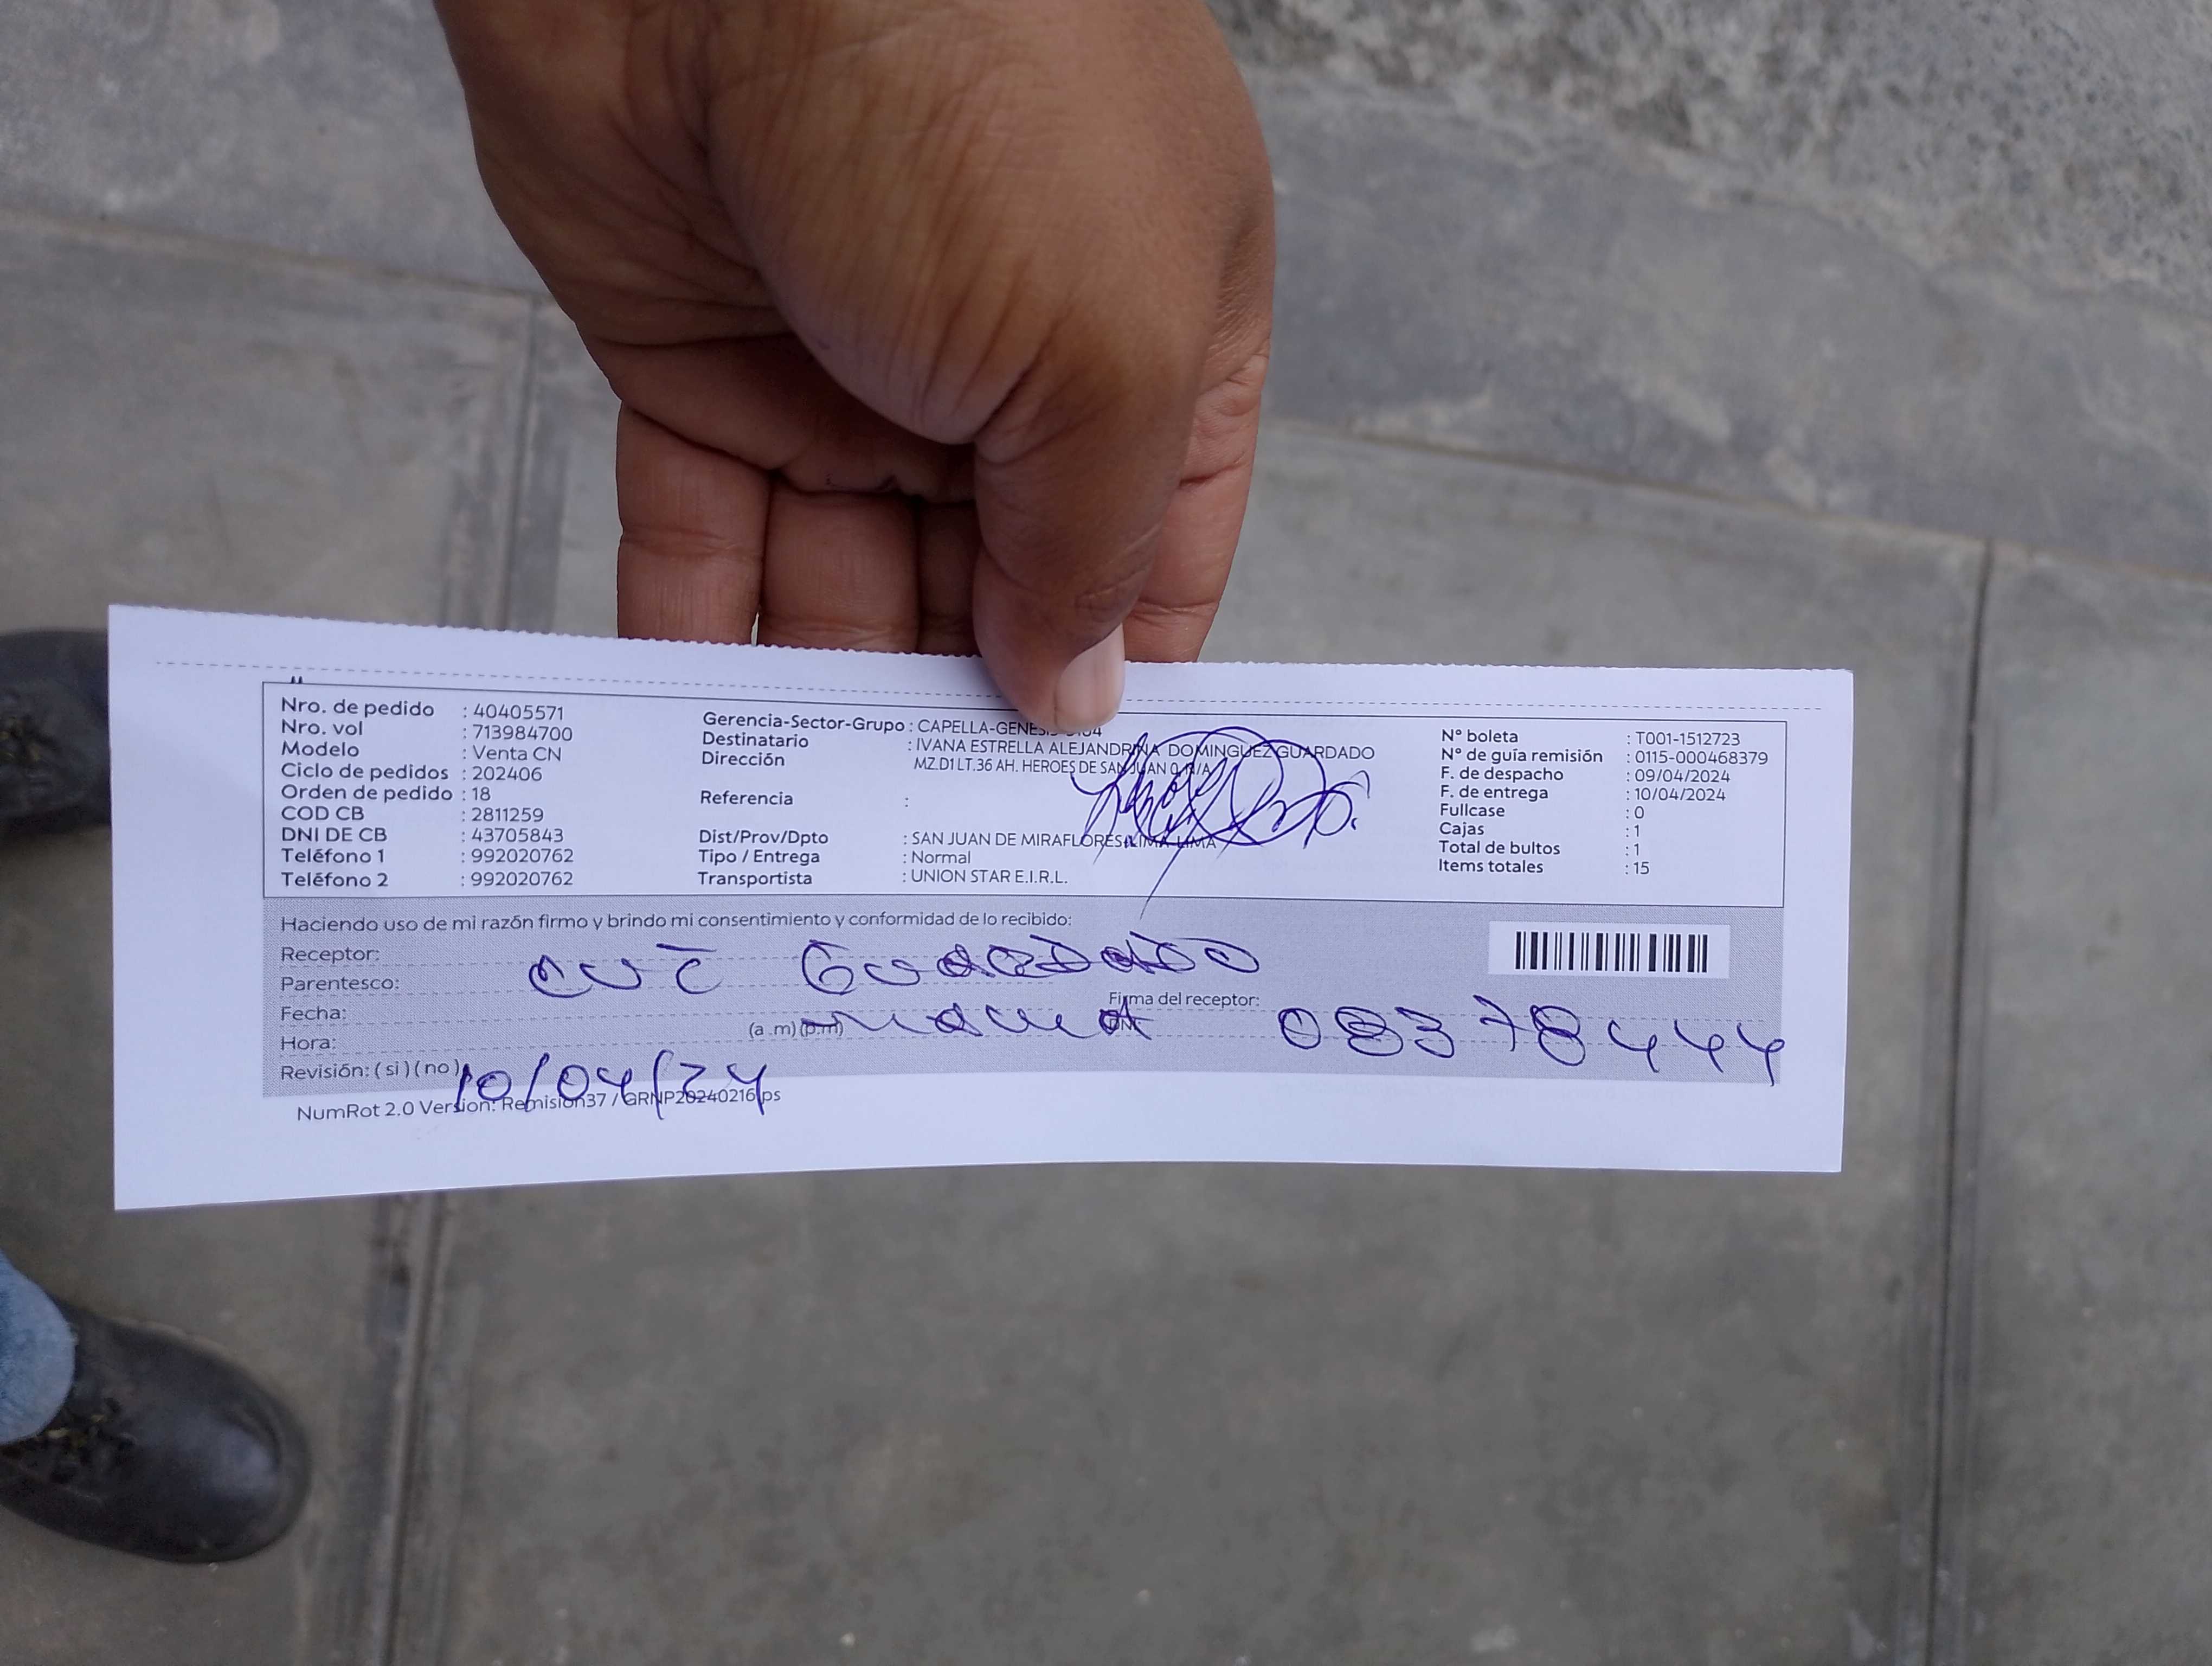 Nro. de pedido : 40405571
Nro. vol : 713984700
Modelo : Venta CN
Ciclo de pedidos : 202406
Orden de pedido : 18
COD CB : 2811259
DNI DE CB : 43705843
Teléfono 1 : 992020762
Teléfono 2 : 992020762
Gerencia-Sector-Grupo : CAPELLA-GENESIS-
Destinatario : IVANA ESTRELLA ALEJANDRINA DOMINGUEZ GUARDADO
Dirección MZ.D1 LT.36 AH. HEROES DE SAN JUAN 0
Referencia :
Dist/Prov/Dpto : SAN JUAN DE MIRAFLORES-LIMA-LIMA
Tipo / Entrega : Normal
Transportista : UNION STAR E.I.R.L.
N° boleta : T001-1512723
N° de guía remisión : 0115-000468379
F. de despacho : 09/04/2024
F. de entrega : 10/04/2024
Fullcase : 0
Cajas : 1
Total de bultos : 1
Items totales : 15
Haciendo uso de mi razón firmo y brindo mi consentimiento y conformidad de lo recibido:
Receptor: Guardado
Parentesco:
Fecha: Firma del receptor:
(a .m) (p.m) DNI 08378444
Hora:
Revisión: ( si ) ( no ) 10/04/24
NumRot 2.0 Version: Remision37 / GRNP20240216.ps